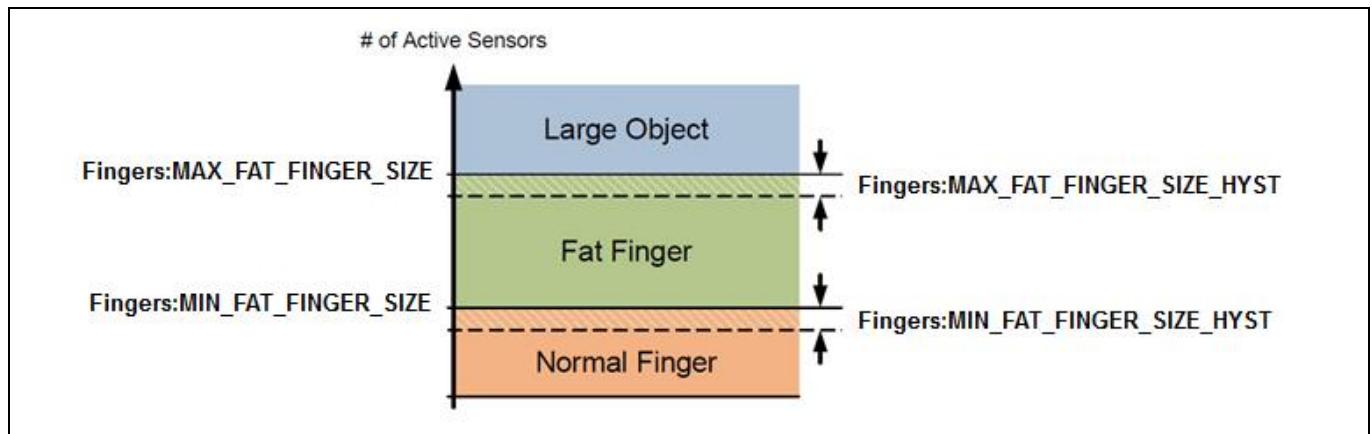 # of Active Sensors
Large Object
Fingers:MAX_FAT_FINGER_SIZE
Fingers:MAX_FAT_FINGER_SIZE_HYST
Fat Finger
Fingers:MIN_FAT_FINGER_SIZE
Fingers:MIN_FAT_FINGER_SIZE_HYST
Normal Finger